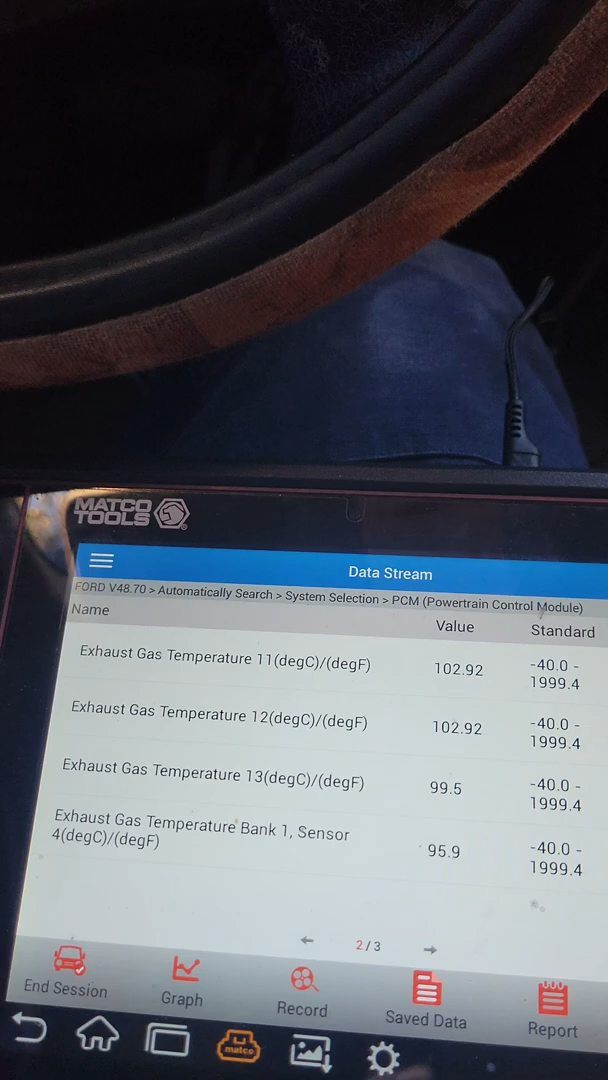 MATCO
TOOLS
Data Stream
FORD V48.70 > Automatically Search > System Selection > PCM (Powertrain Control Module)
Name Value Standard
Exhaust Gas Temperature 11(degC)/(degF) 102.92 -40.0 -
1999.4
Exhaust Gas Temperature 12(degC)/(degF) 102.92 -40.0 -
1999.4
Exhaust Gas Temperature 13(degC)/(degF) 99.5 -40.0 -
1999.4
Exhaust Gas Temperature Bank 1, Sensor
4(degC)/(degF) 95.9 -40.0 -
1999.4
2 / 3
End Session Graph Record Saved Data Report
matco